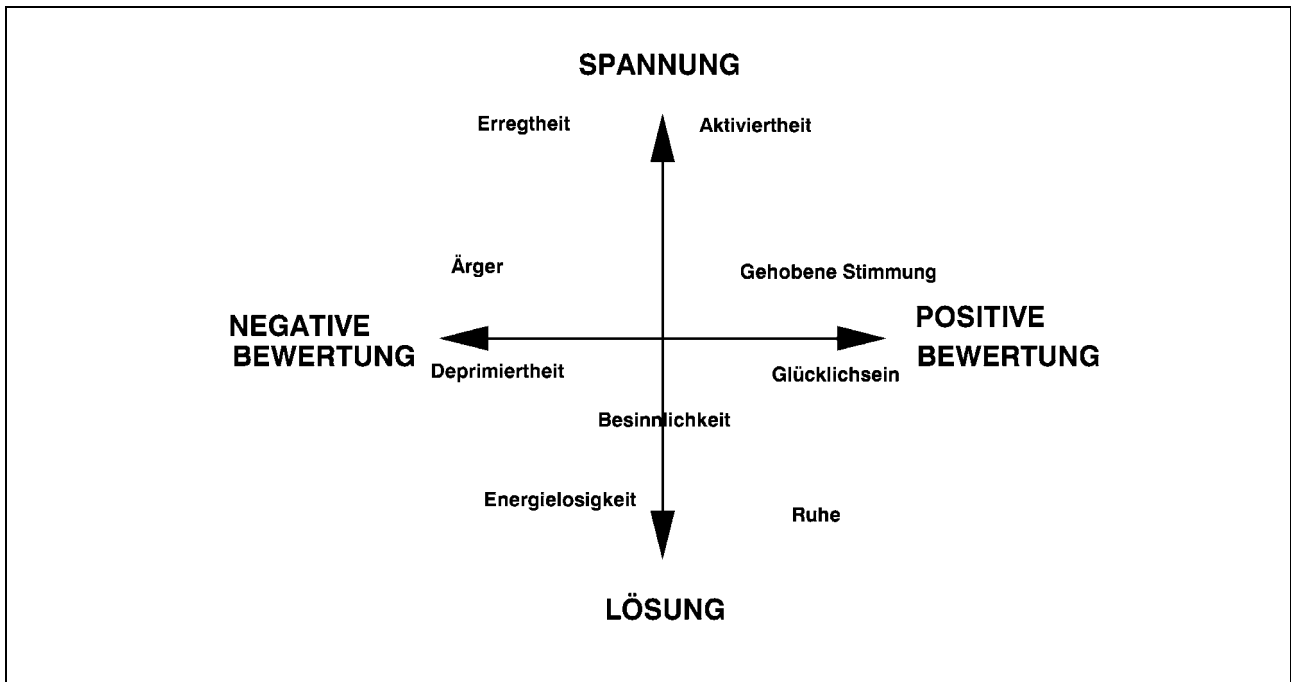 SPANNUNG
Erregtheit
Aktiviertheit
Ärger
Gehobene Stimmung
NEGATIVE
BEWERTUNG
POSITIVE
BEWERTUNG
Deprimiertheit
Glücklichsein
Besinnlichkeit
Energielosigkeit
Ruhe
LÖSUNG